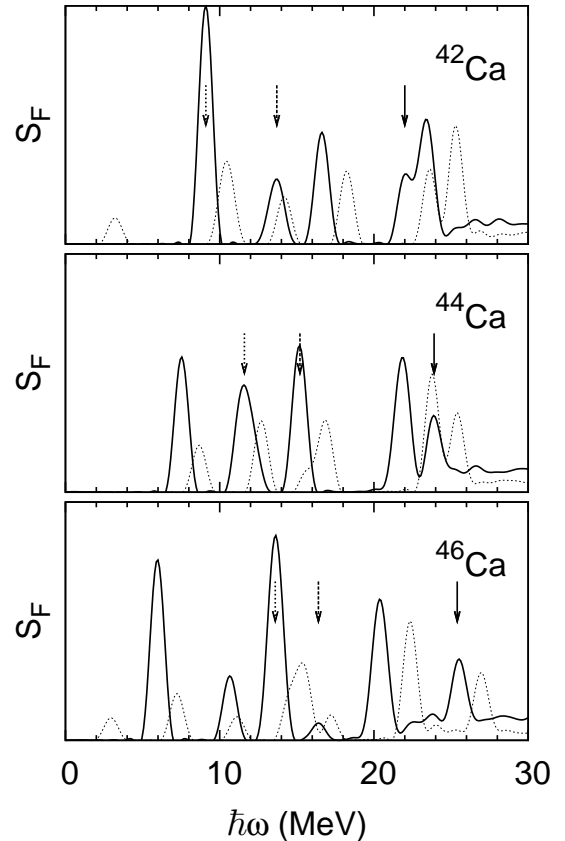 ⁴²Ca
S_F
⁴⁴Ca
S_F
⁴⁶Ca
S_F
0 10 20 30
ħω (MeV)